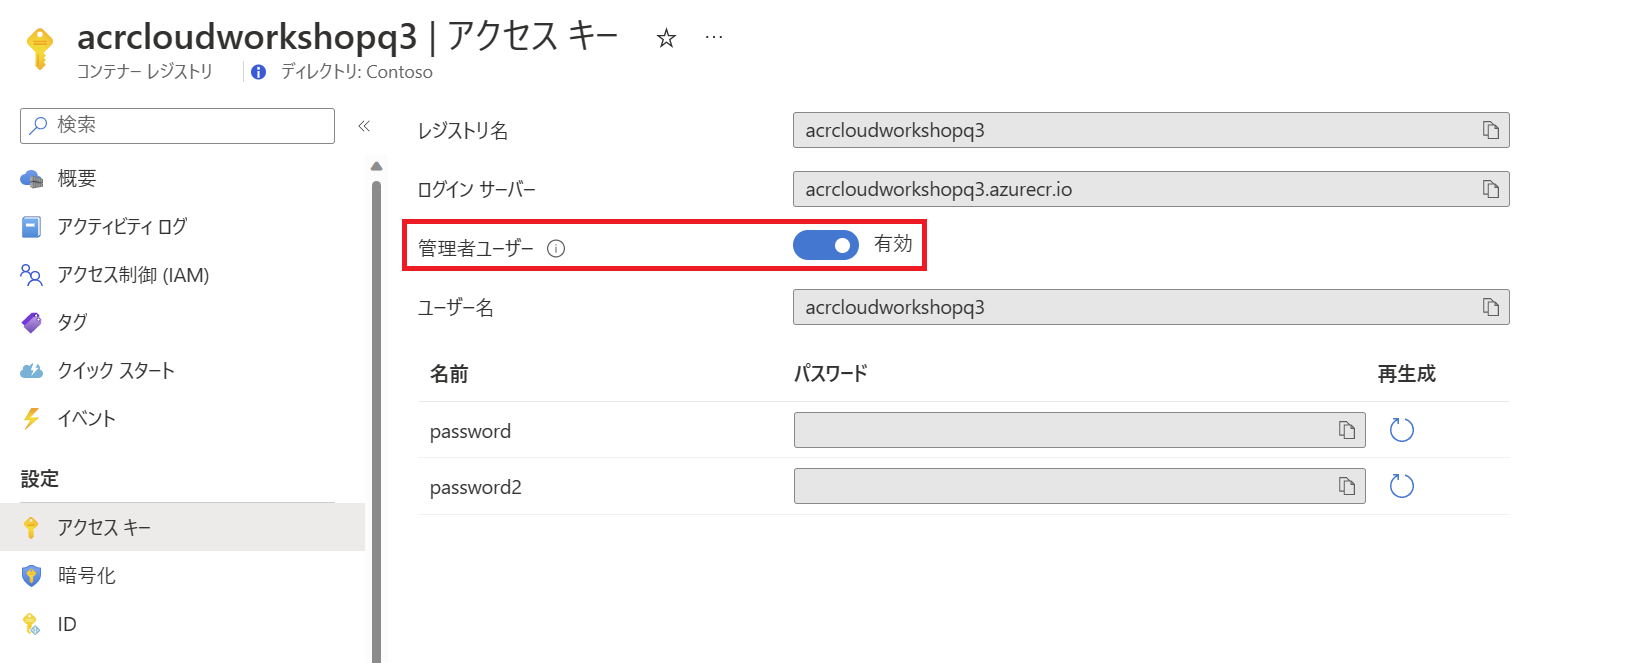 acrcloudworkshopq3 | アクセス キー ☆ …
コンテナー レジストリ
ディレクトリ: Contoso
検索
«
概要
アクティビティ ログ
アクセス制御 (IAM)
タグ
クイック スタート
イベント
設定
アクセス キー
暗号化
ID
レジストリ名
acrcloudworkshopq3
ログイン サーバー
acrcloudworkshopq3.azurecr.io
管理者ユーザー
有効
ユーザー名
acrcloudworkshopq3
名前 パスワード 再生成
password
password2